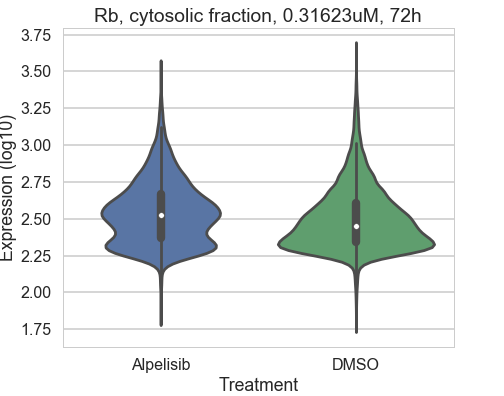 Rb, cytosolic fraction, 0.31623uM, 72h
Expression (log10)
3.75
3.50
3.25
3.00
2.75
2.50
2.25
2.00
1.75
Alpelisib
DMSO
Treatment